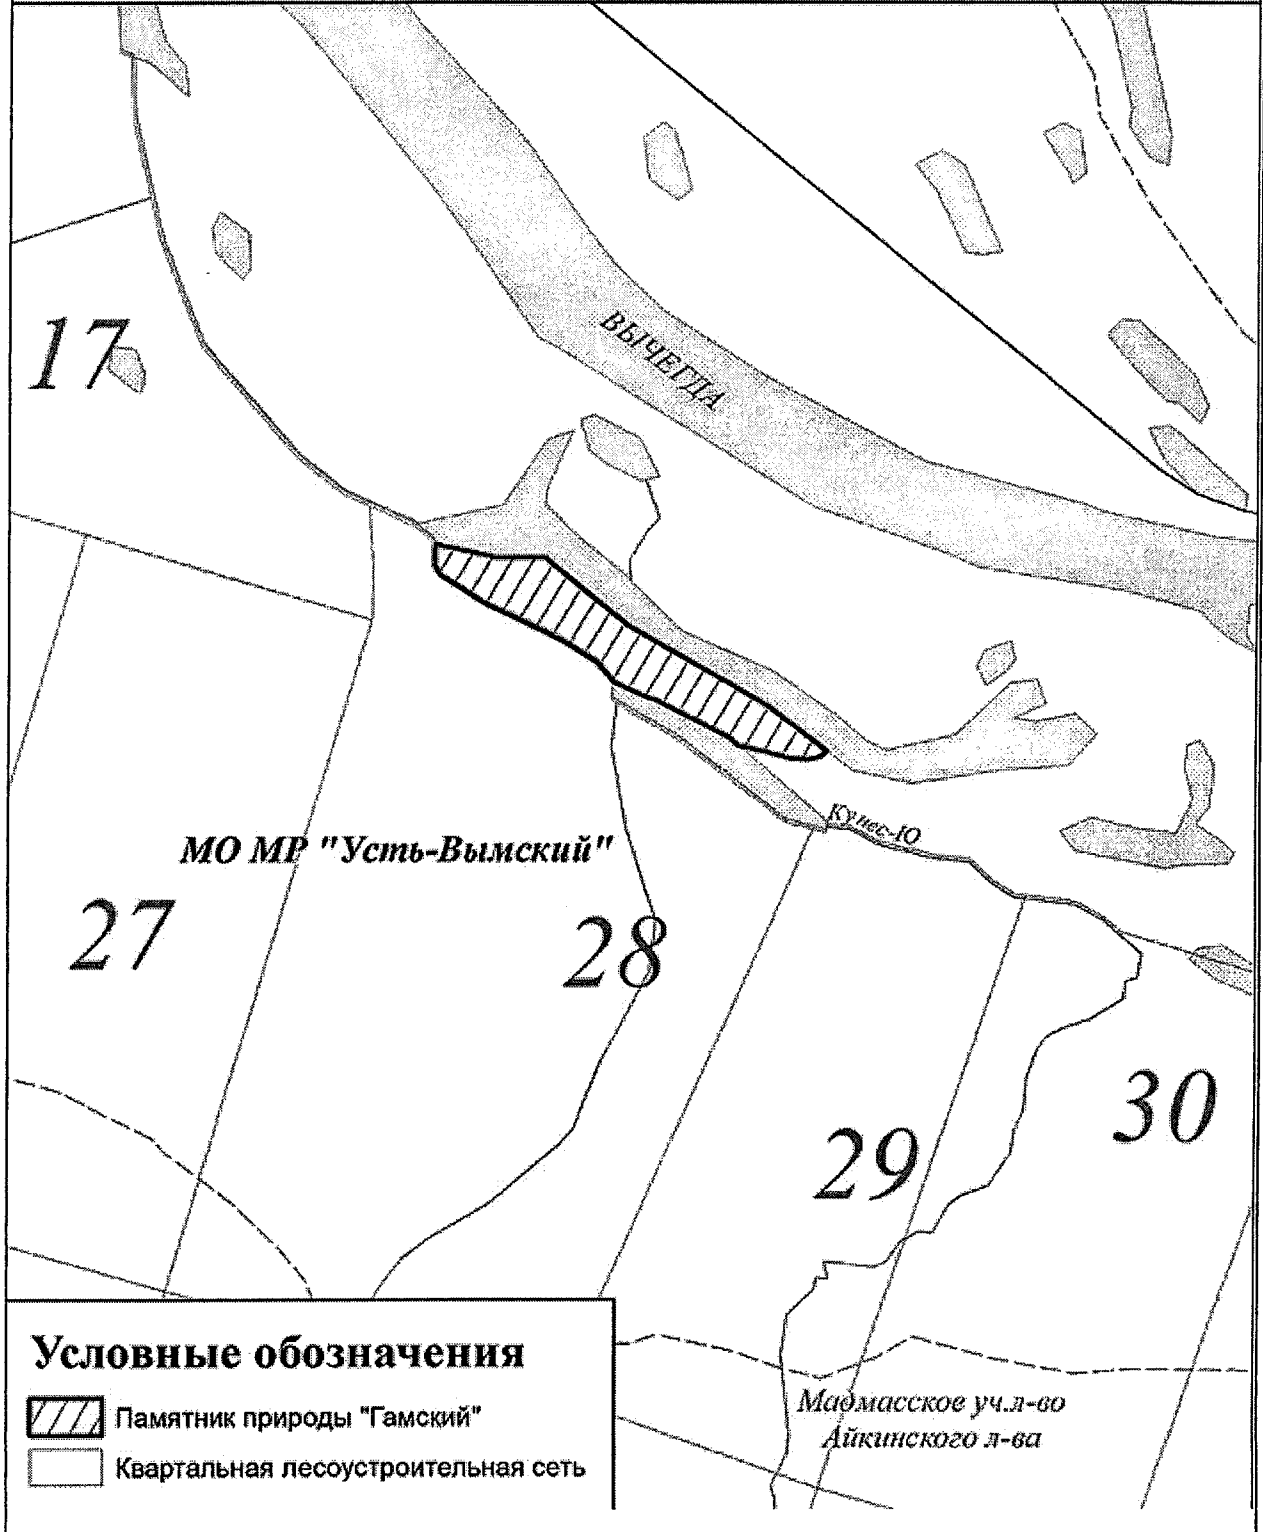 17
ВЫЧЕГДА
Кунес-Ю
МО МР "Усть-Вымский"
27
28
29
30
Мадмасское уч.л-во
Айкинского л-ва
Условные обозначения
Памятник природы "Гамский"
Квартальная лесоустроительная сеть